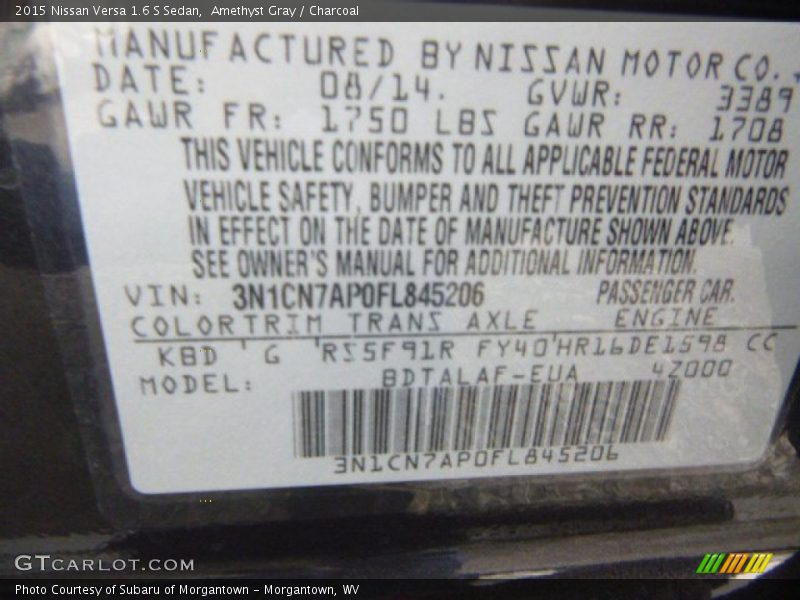 2015 Nissan Versa 1.6 S Sedan, Amethyst Gray / Charcoal
MANUFACTURED BY NISSAN MOTOR CO.,
DATE: 08/14. GVWR: 3389
GAWR FR: 1750 LBS GAWR RR: 1708
THIS VEHICLE CONFORMS TO ALL APPLICABLE FEDERAL MOTOR
VEHICLE SAFETY, BUMPER AND THEFT PREVENTION STANDARDS
IN EFFECT ON THE DATE OF MANUFACTURE SHOWN ABOVE.
SEE OWNER'S MANUAL FOR ADDITIONAL INFORMATION.
VIN: 3N1CN7AP0FL845206 PASSENGER CAR.
COLORTRIM TRANS AXLE ENGINE
KBD ' G 'RS5F91R FY40'HR16DE1598 CC
MODEL: BDTALAF-EUA 4Z000
3N1CN7AP0FL845206
GTCARLOT.COM
Photo Courtesy of Subaru of Morgantown - Morgantown, WV